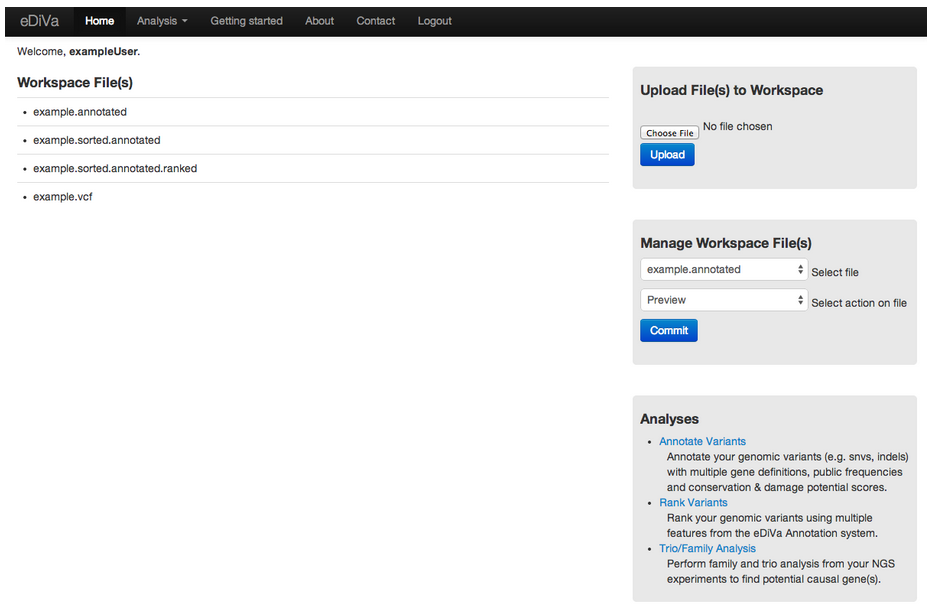 eDiVa Home Analysis Getting started About Contact Logout
Welcome, exampleUser.
Workspace File(s)
• example.annotated
• example.sorted.annotated
• example.sorted.annotated.ranked
• example.vcf
Upload File(s) to Workspace
Choose File No file chosen
Upload
Manage Workspace File(s)
example.annotated Select file
Preview Select action on file
Commit
Analyses
• Annotate Variants
Annotate your genomic variants (e.g. snvs, indels)
with multiple gene definitions, public frequencies
and conservation & damage potential scores.
• Rank Variants
Rank your genomic variants using multiple
features from the eDiVa Annotation system.
• Trio/Family Analysis
Perform family and trio analysis from your NGS
experiments to find potential causal gene(s).